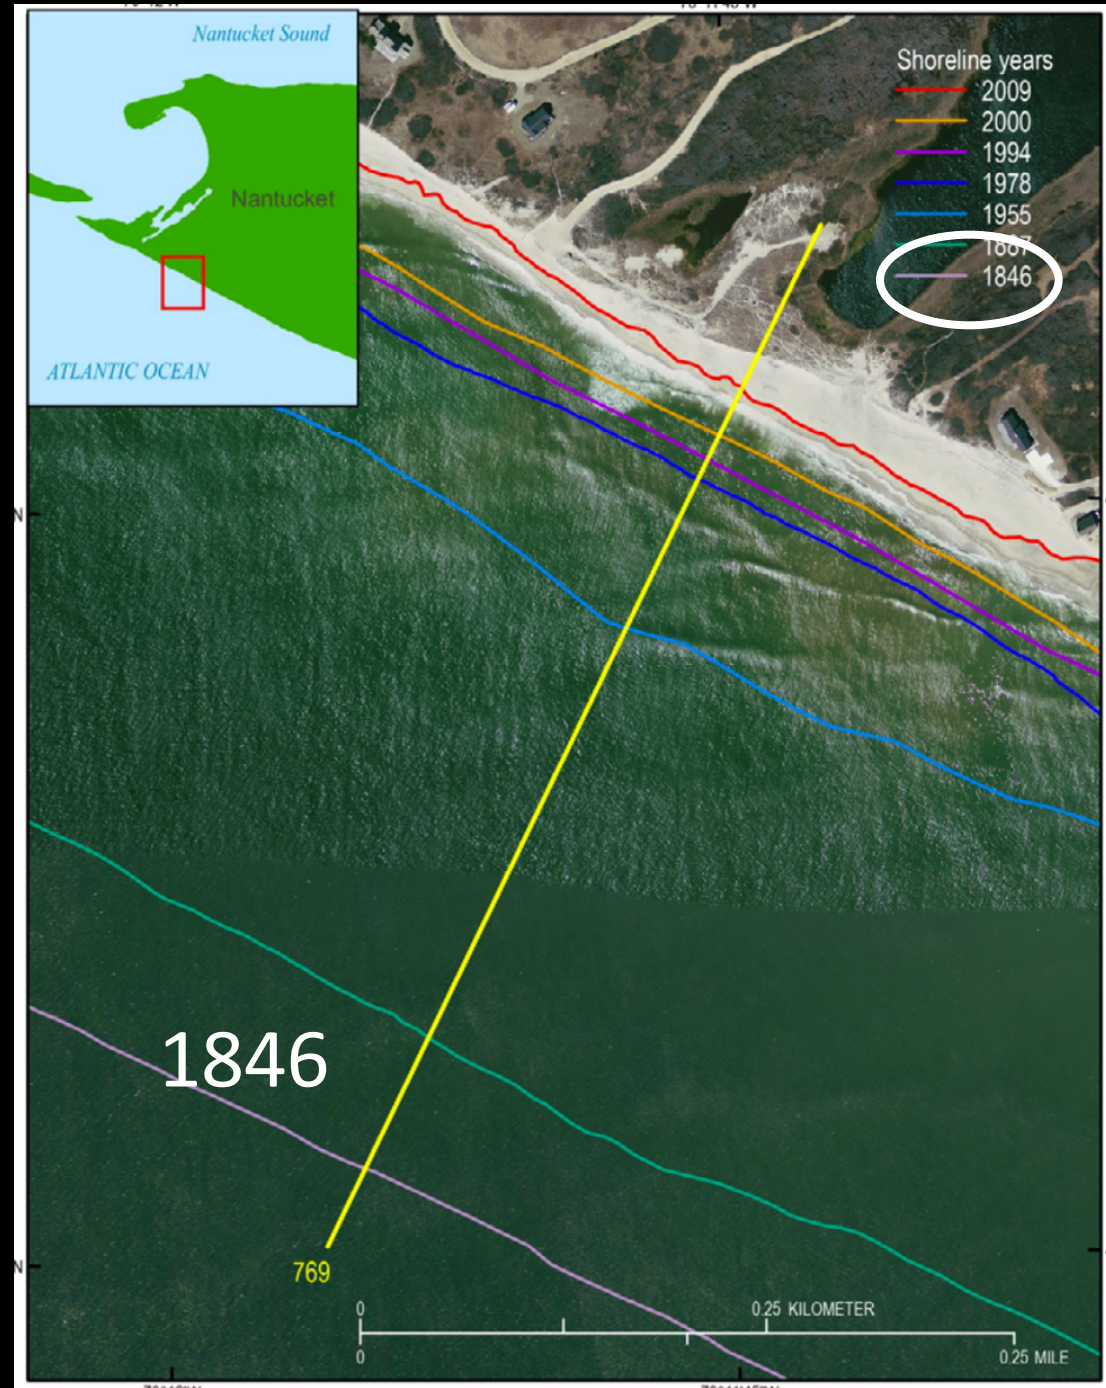 Nantucket Sound
Nantucket
ATLANTIC OCEAN
Shoreline years
2009
2000
1994
1978
1955
1887
1846
N
1846
N
769
0
0.25 KILOMETER
0
0.25 MILE